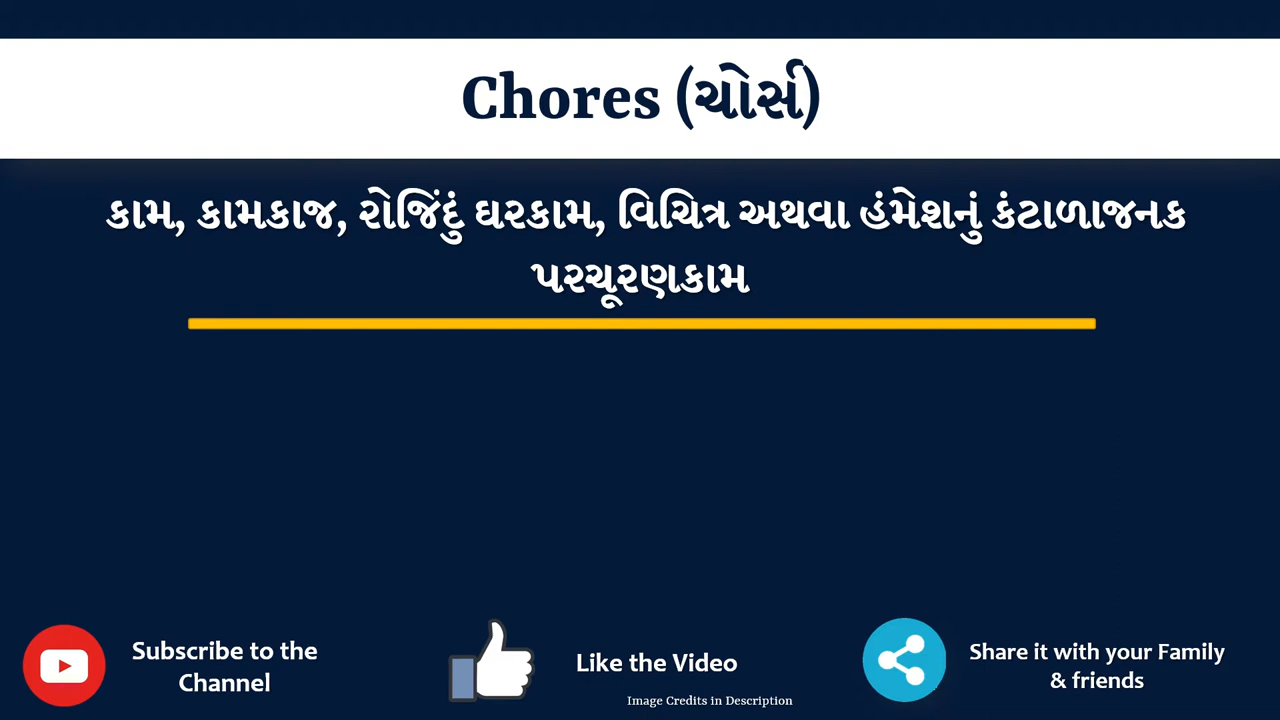 Chores (ચોર્સ)
કામ, કામકાજ, રોજિંદું ઘરકામ, વિચિત્ર અથવા હંમેશનું કંટાળાજનક
પરચૂરણકામ
Subscribe to the
Channel
Like the Video
Share it with your Family
& friends
Image Credits in Description